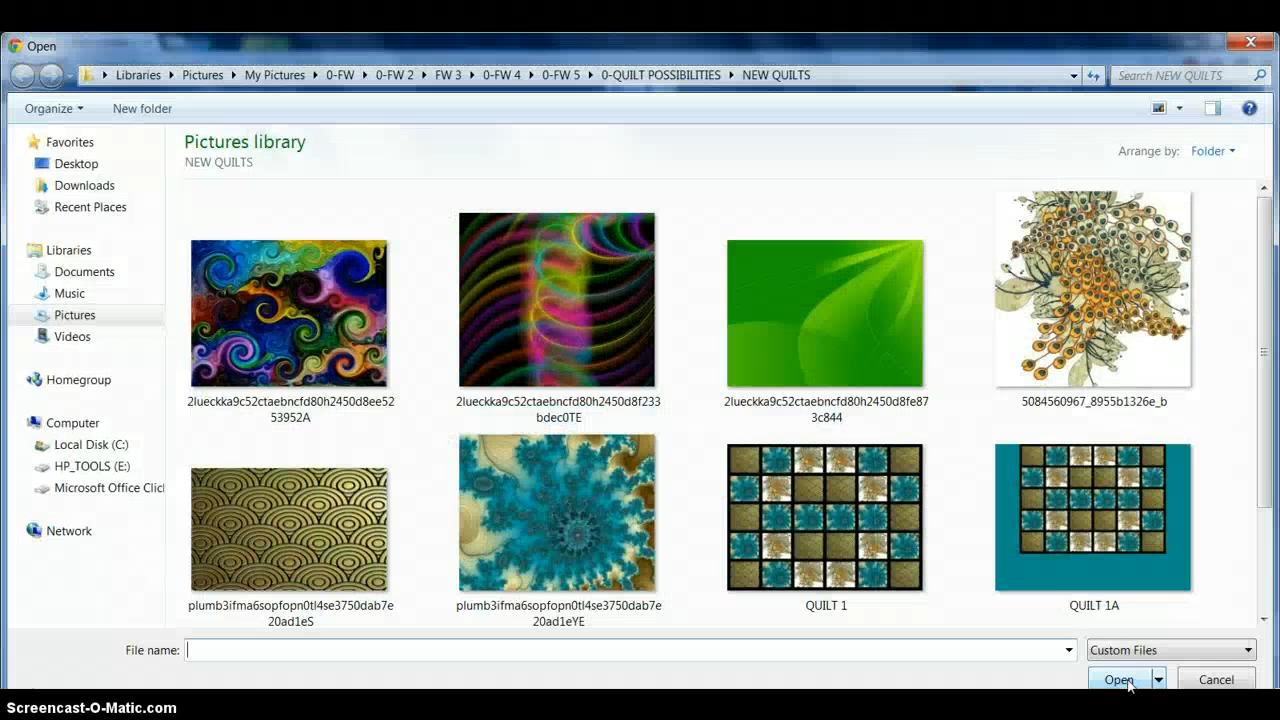 Open
Libraries Pictures My Pictures 0-FW 0-FW 2 FW 3 0-FW 4 0-FW 5 0-QUILT POSSIBILITIES NEW QUILTS
Search NEW QUILTS
Organize New folder
Favorites
Desktop
Downloads
Recent Places
Libraries
Documents
Music
Pictures
Videos
Homegroup
Computer
Local Disk (C:)
HP_TOOLS (E:)
Microsoft Office Clic
Network
Pictures library
NEW QUILTS
Arrange by: Folder
2lueckka9c52ctaebncfd80h2450d8ee52
53952A
2lueckka9c52ctaebncfd80h2450d8f233
bdec0TE
2lueckka9c52ctaebncfd80h2450d8fe87
3c844
5084560967_8955b1326e_b
plumb3ifma6sopfopn0tl4se3750dab7e
20ad1eS
plumb3ifma6sopfopn0tl4se3750dab7e
20ad1eYE
QUILT 1
QUILT 1A
File name:
Custom Files
Open
Cancel
Screencast-O-Matic.com